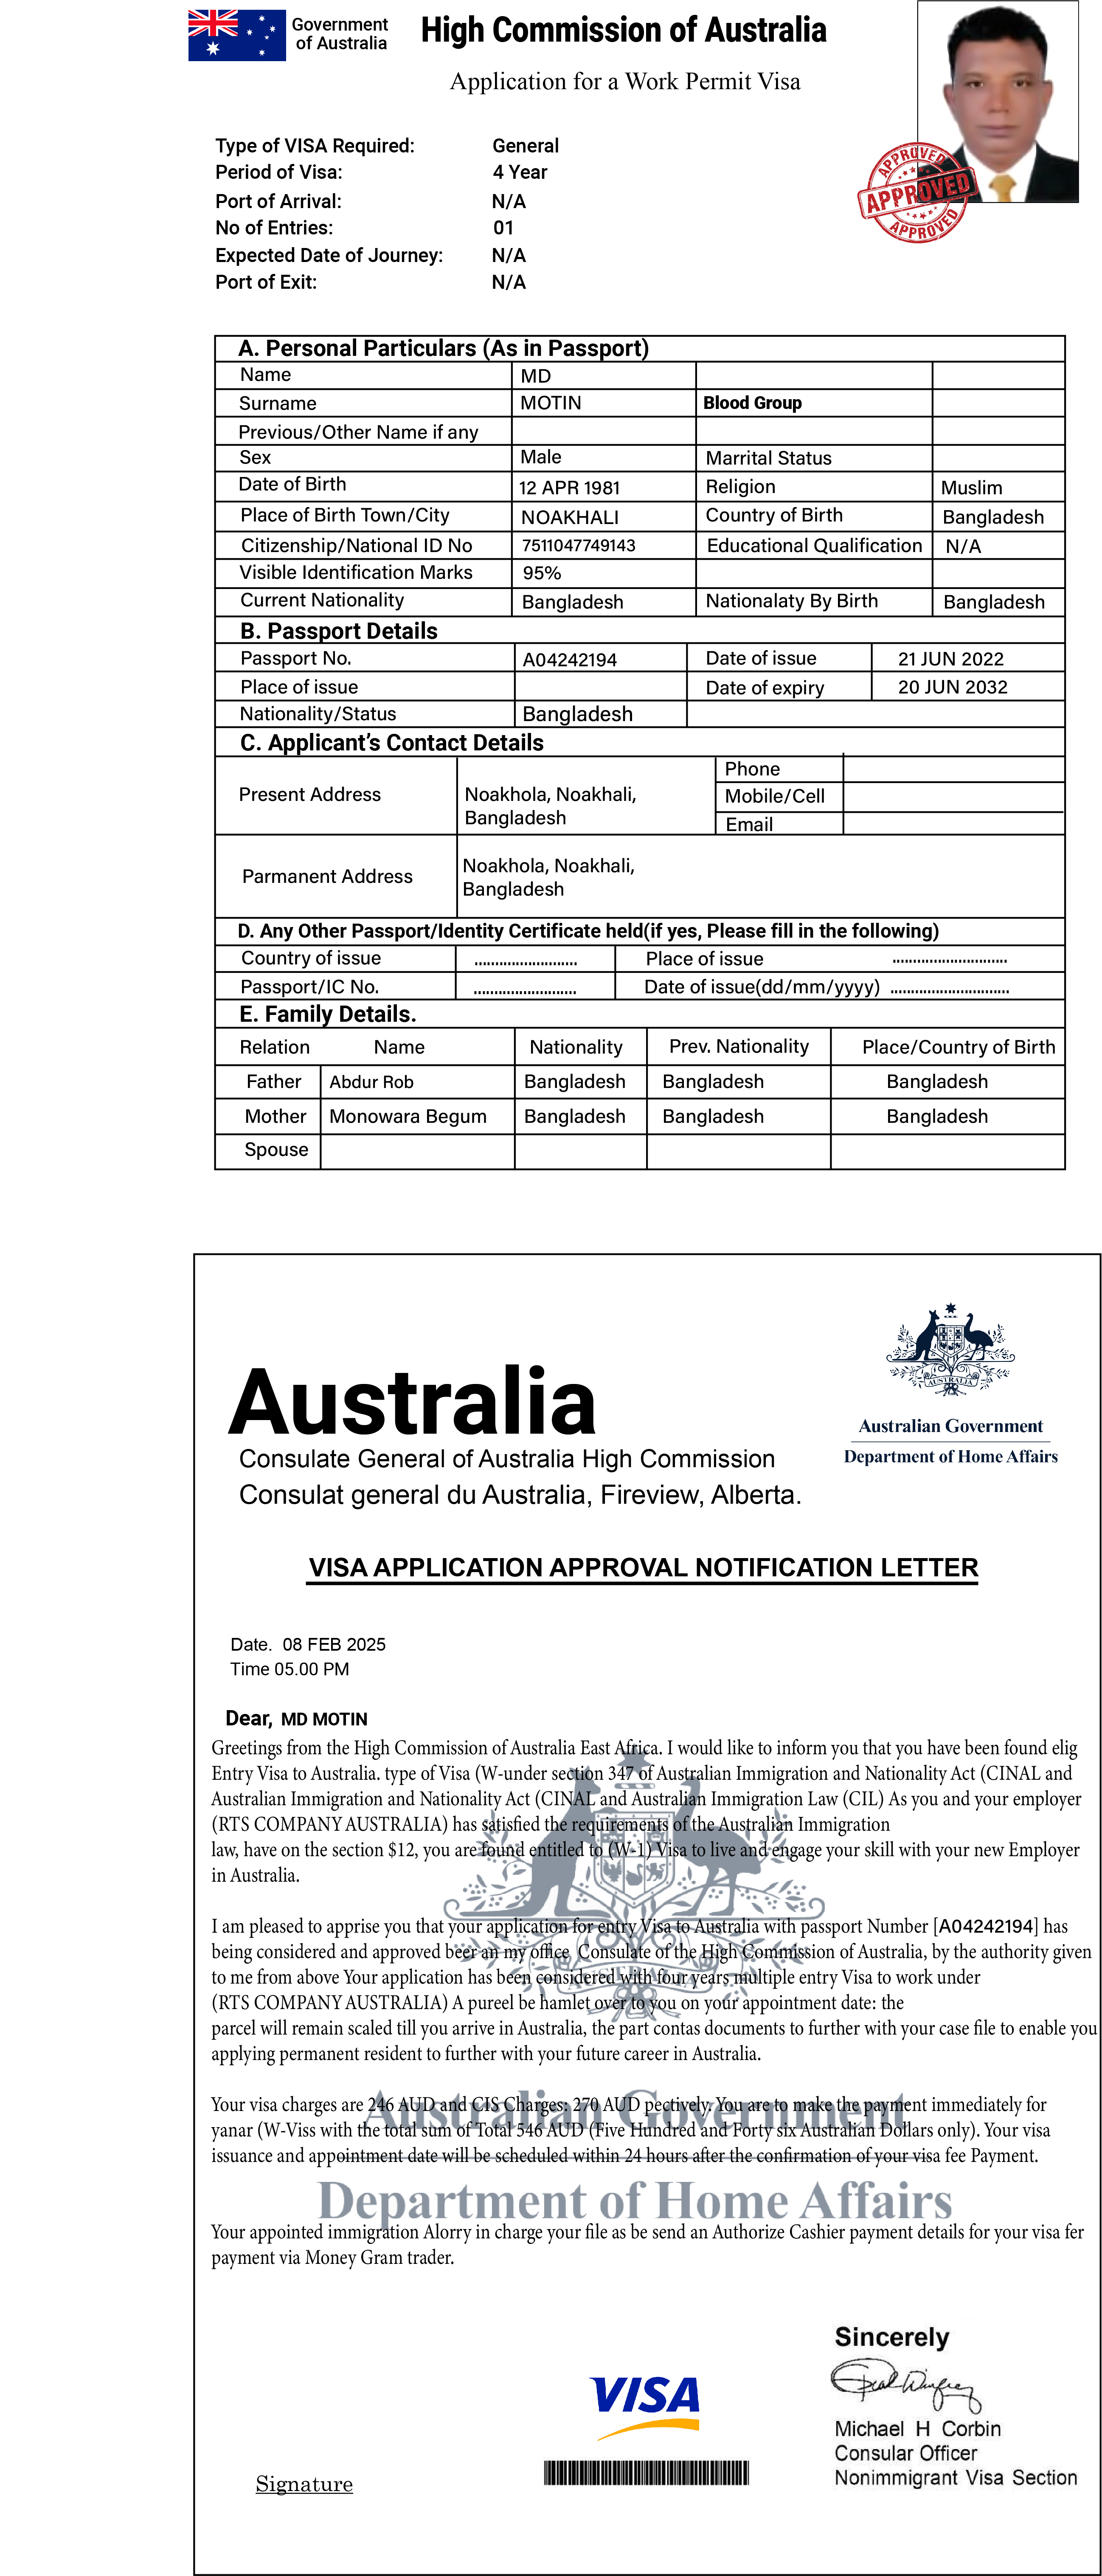 Government
of Australia
High Commission of Australia
Application for a Work Permit Visa
Type of VISA Required: General
Period of Visa: 4 Year
Port of Arrival: N/A
No of Entries: 01
Expected Date of Journey: N/A
Port of Exit: N/A
APPROVED
APPROVED
APPROVED
A. Personal Particulars (As in Passport)
Name MD
Surname MOTIN Blood Group
Previous/Other Name if any
Sex Male Marrital Status
Date of Birth 12 APR 1981 Religion Muslim
Place of Birth Town/City NOAKHALI Country of Birth Bangladesh
Citizenship/National ID No 7511047749143 Educational Qualification N/A
Visible Identification Marks 95%
Current Nationality Bangladesh Nationalaty By Birth Bangladesh
B. Passport Details
Passport No. A04242194 Date of issue 21 JUN 2022
Place of issue Date of expiry 20 JUN 2032
Nationality/Status Bangladesh
C. Applicant's Contact Details
Present Address Noakhola, Noakhali,
Bangladesh
Phone
Mobile/Cell
Email
Parmanent Address Noakhola, Noakhali,
Bangladesh
D. Any Other Passport/Identity Certificate held(if yes, Please fill in the following)
Country of issue ......................... Place of issue ............................
Passport/IC No. ......................... Date of issue(dd/mm/yyyy) .............................
E. Family Details.
Relation Name Nationality Prev. Nationality Place/Country of Birth
Father Abdur Rob Bangladesh Bangladesh Bangladesh
Mother Monowara Begum Bangladesh Bangladesh Bangladesh
Spouse
AUSTRALIA
Australian Government
Department of Home Affairs
Australia
Consulate General of Australia High Commission
Consulat general du Australia, Fireview, Alberta.
VISA APPLICATION APPROVAL NOTIFICATION LETTER
Date. 08 FEB 2025
Time 05.00 PM
Dear, MD MOTIN
Greetings from the High Commission of Australia East Africa. I would like to inform you that you have been found elig
Entry Visa to Australia. type of Visa (W-under section 347 of Australian Immigration and Nationality Act (CINAL and
Australian Immigration and Nationality Act (CINAL and Australian Immigration Law (CIL) As you and your employer
(RTS COMPANY AUSTRALIA) has satisfied the requirements of the Australian Immigration
law, have on the section $12, you are found entitled to (W-1) Visa to live and engage your skill with your new Employer
in Australia.
I am pleased to apprise you that your application for entry Visa to Australia with passport Number [A04242194] has
being considered and approved beer an my office Consulate of the High Commission of Australia, by the authority given
to me from above Your application has been considered with four years multiple entry Visa to work under
(RTS COMPANY AUSTRALIA) A pureel be hamlet over to you on your appointment date: the
parcel will remain scaled till you arrive in Australia, the part contas documents to further with your case file to enable you
applying permanent resident to further with your future career in Australia.
Your visa charges are 246 AUD and CIS Charges: 270 AUD pectively. You are to make the payment immediately for
yanar (W-Viss with the total sum of Total 546 AUD (Five Hundred and Forty six Australian Dollars only). Your visa
issuance and appointment date will be scheduled within 24 hours after the confirmation of your visa fee Payment.
Your appointed immigration Alorry in charge your file as be send an Authorize Cashier payment details for your visa fer
payment via Money Gram trader.
AUSTRALIA
Australian Government
Department of Home Affairs
Sincerely
VISA
Michael H Corbin
Consular Officer
Nonimmigrant Visa Section
Signature